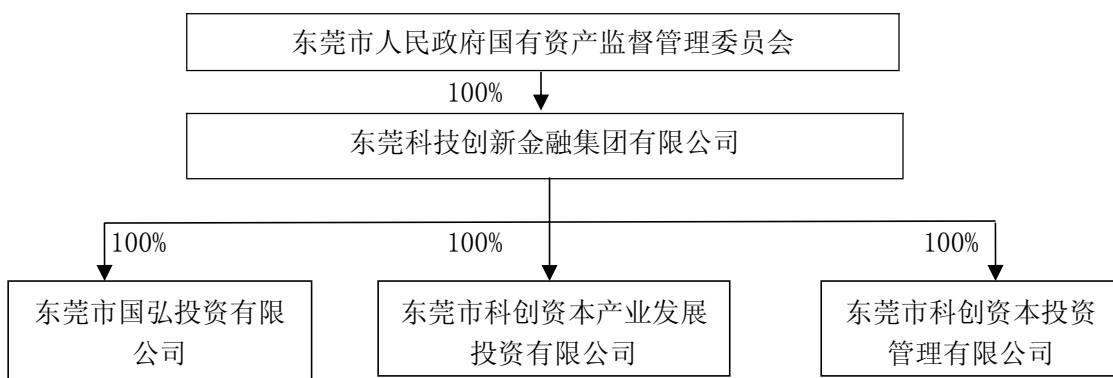 东莞市人民政府国有资产监督管理委员会
100%
东莞科技创新金融集团有限公司
100%
100%
100%
东莞市国弘投资有限
公司
东莞市科创资本产业发展
投资有限公司
东莞市科创资本投资
管理有限公司